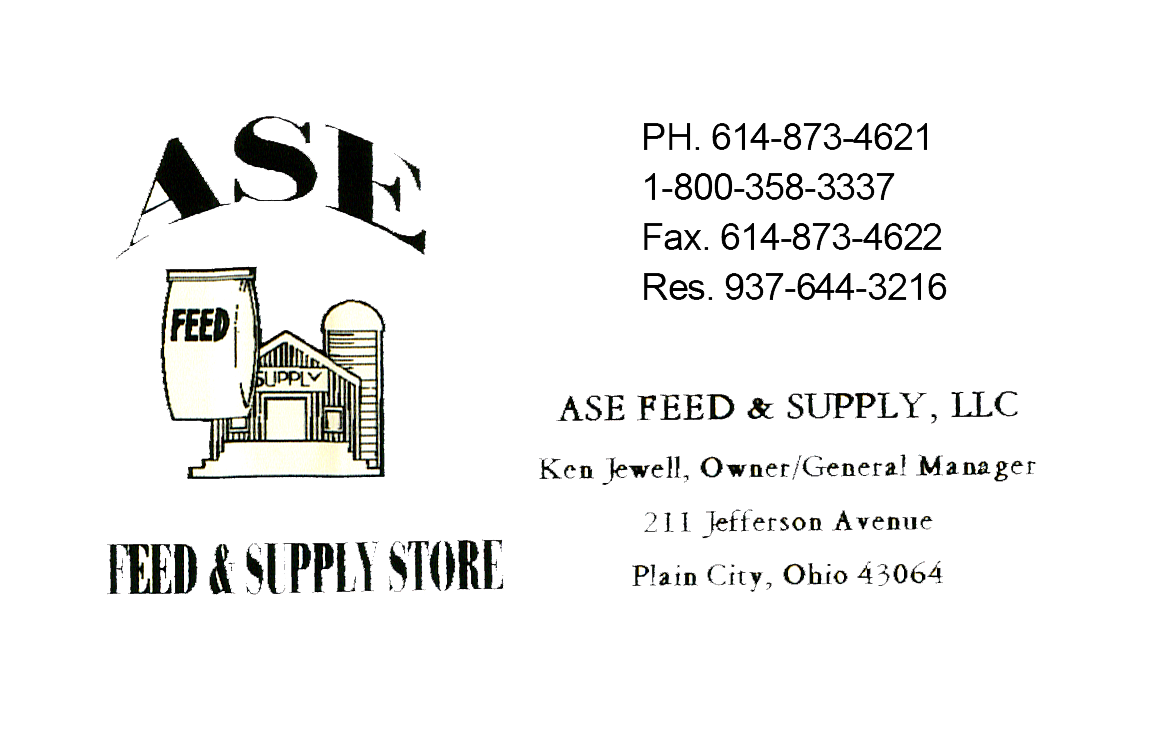 ASE
FEED
SUPPLY
FEED & SUPPLY STORE
PH. 614-873-4621
1-800-358-3337
Fax. 614-873-4622
Res. 937-644-3216
ASE FEED & SUPPLY, LLC
Ken Jewell, Owner/General Manager
211 Jefferson Avenue
Plain City, Ohio 43064